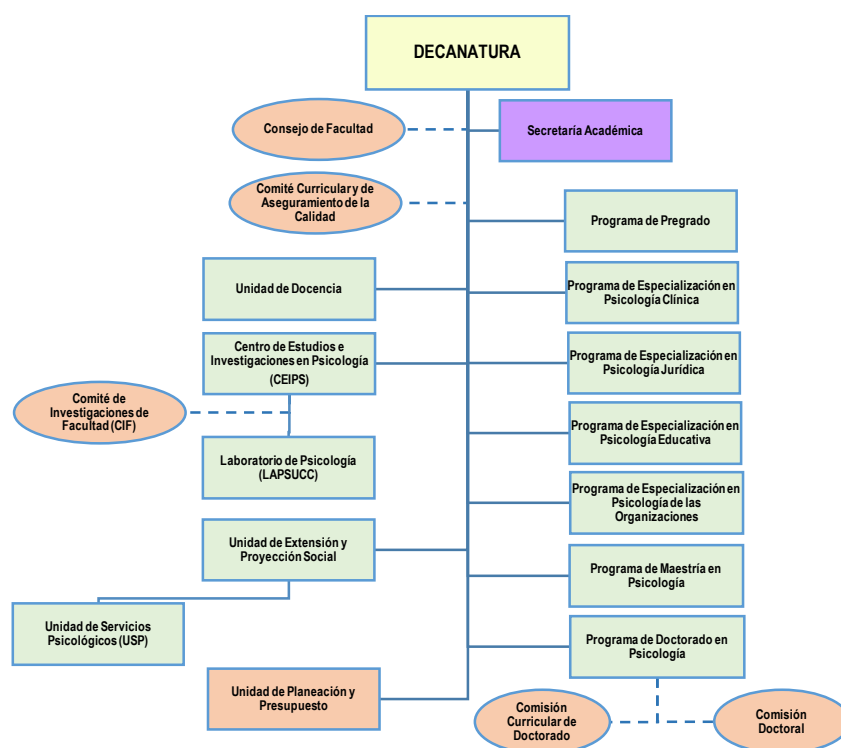 DECANATURA
Consejo de Facultad
Secretaría Académica
Comité Curricular y de
Aseguramiento de la
Calidad
Programa de Pregrado
Unidad de Docencia
Programa de Especialización en
Psicología Clínica
Centro de Estudios e
Investigaciones en Psicología
(CEIPS)
Programa de Especialización en
Psicología Jurídica
Comité de
Investigaciones de
Facultad (CIF)
Programa de Especialización en
Psicología Educativa
Laboratorio de Psicología
(LAPSUCC)
Programa de Especialización en
Psicología de las
Organizaciones
Unidad de Extensión y
Proyección Social
Programa de Maestría en
Psicología
Unidad de Servicios
Psicológicos (USP)
Programa de Doctorado en
Psicología
Unidad de Planeación y
Presupuesto
Comisión
Curricular de
Doctorado
Comisión
Doctoral